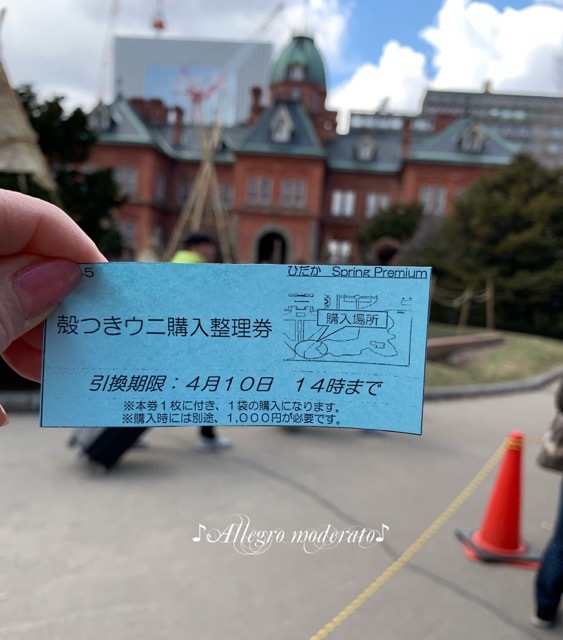 -5
ひだか Spring Premium
殻つきウニ購入整理券
購入場所
引換期限：4月10日 14時まで
※本券1枚に付き、1袋の購入になります。
※購入時には別途、1,000円が必要です。
♪Allegro moderato♪